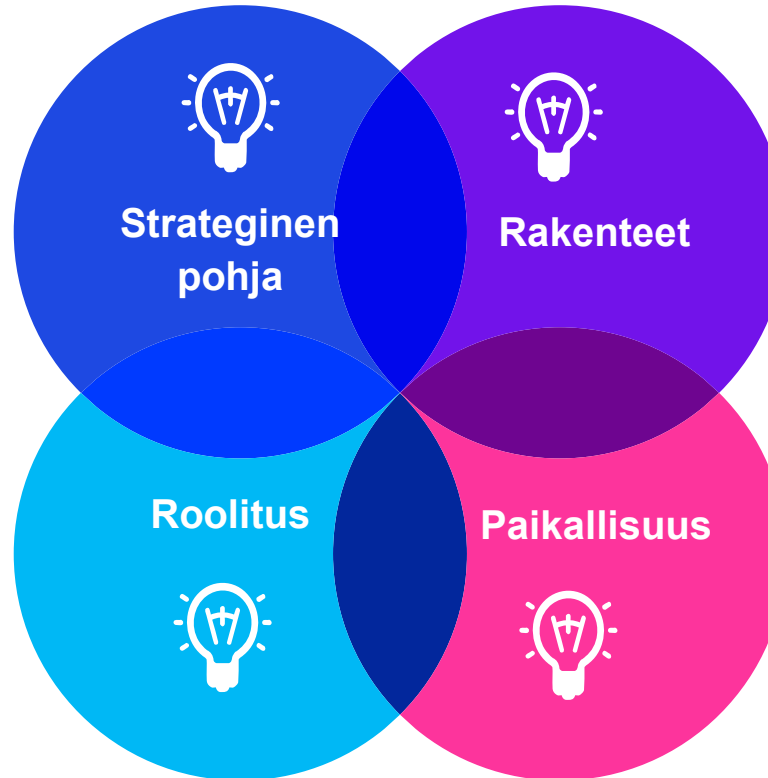 Strateginen
pohja
Rakenteet
Roolitus
Paikallisuus